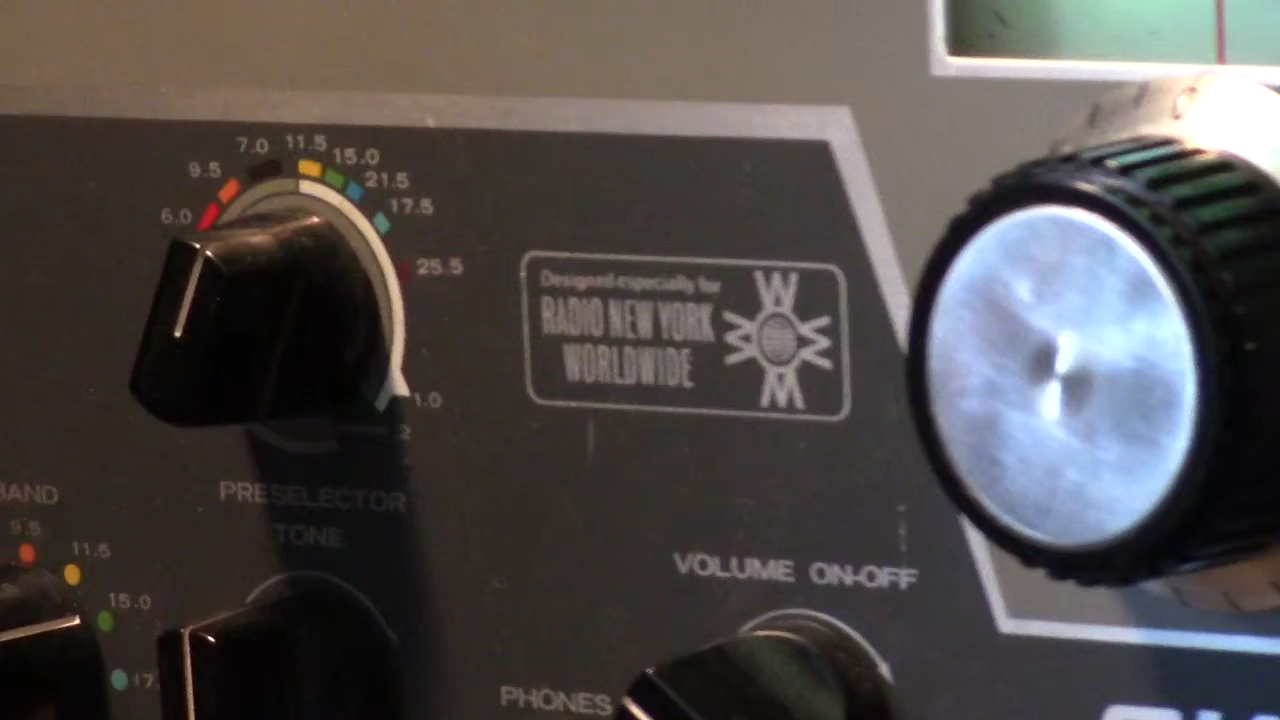 7.0 11.5
9.5 15.0
21.5
6.0 17.5
25.5
Designed especially for
RADIO NEW YORK
WORLDWIDE
W
W W
W
1.0
2
BAND
PRESELECTOR
9.5
TONE
11.5
VOLUME ON-OFF
15.0
17.
PHONES